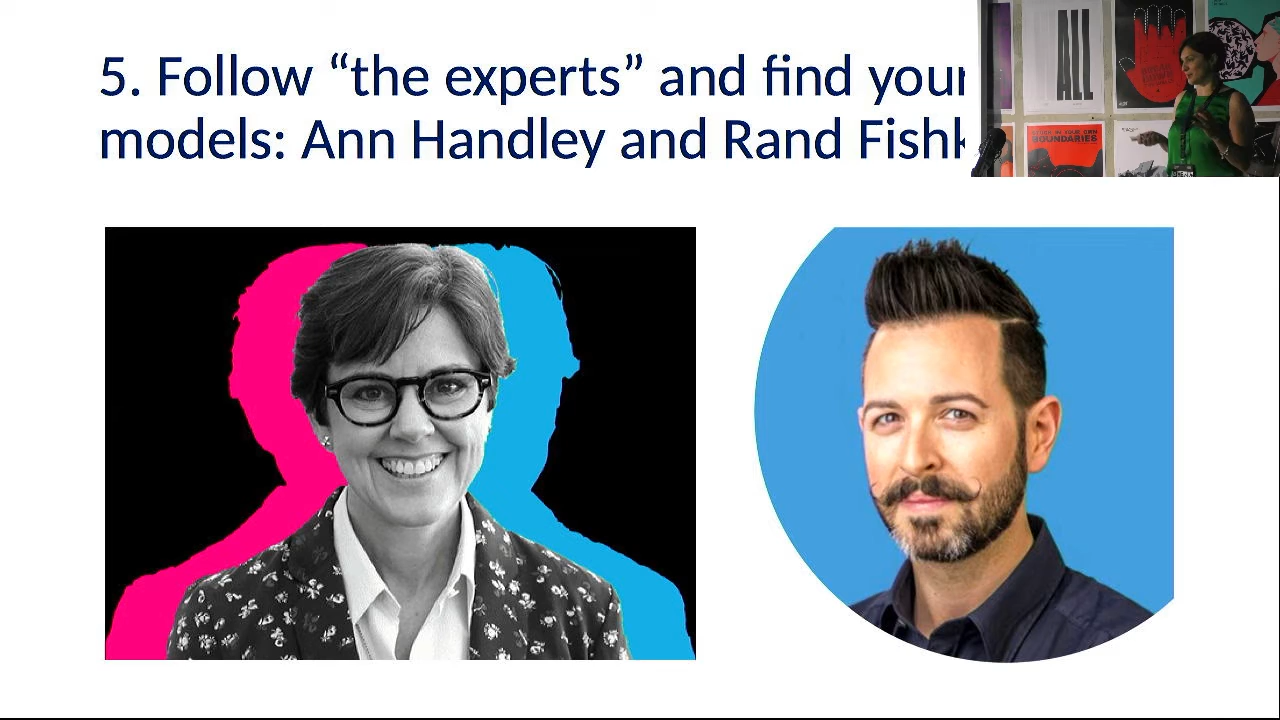 5. Follow “the experts” and find your
models: Ann Handley and Rand Fishk
ALL
BOUNDARIES